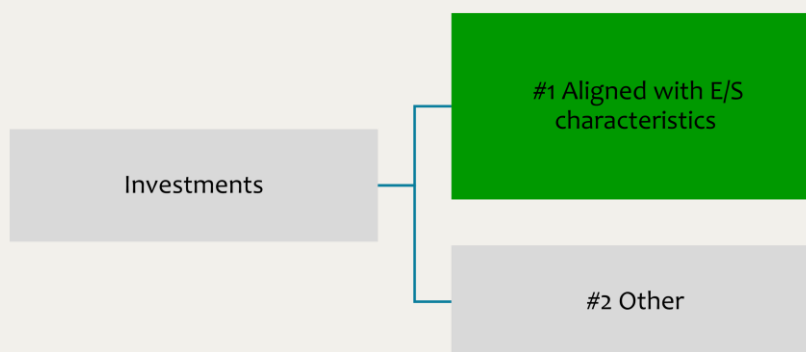 #1 Aligned with E/S
characteristics
Investments
#2 Other